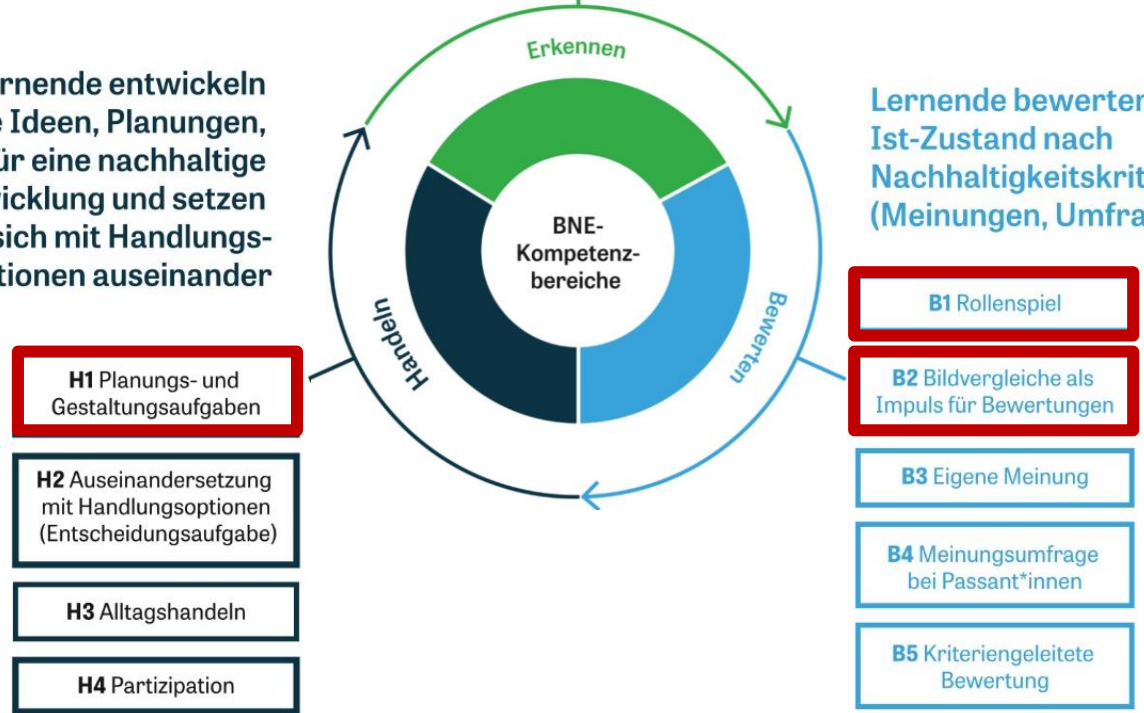 Erkennen
rnende entwickeln
e Ideen, Planungen,
ür eine nachhaltige
icklung und setzen
sich mit Handlungs-
tionen auseinander
Lernende bewerten
Ist-Zustand nach
Nachhaltigkeitskrit
(Meinungen, Umfra
BNE-
Kompetenz-
bereiche
Handeln
Bewerten
H1 Planungs- und
Gestaltungsaufgaben
H2 Auseinandersetzung
mit Handlungsoptionen
(Entscheidungsaufgabe)
H3 Alltagshandeln
H4 Partizipation
B1 Rollenspiel
B2 Bildvergleiche als
Impuls für Bewertungen
B3 Eigene Meinung
B4 Meinungsumfrage
bei Passant*innen
B5 Kriteriengeleitete
Bewertung